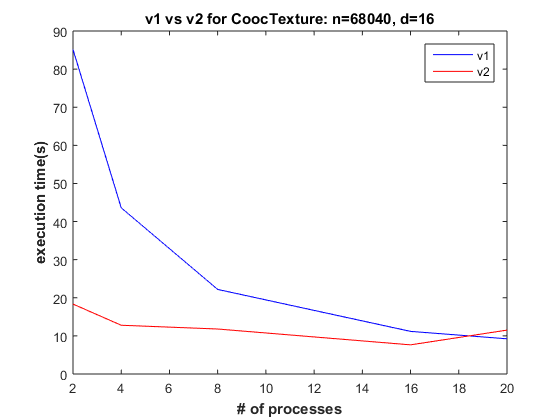 v1 vs v2 for CoocTexture: n=68040, d=16
v1
v2
execution time(s)
90
80
70
60
50
40
30
20
10
0
2 4 6 8 10 12 14 16 18 20
# of processes